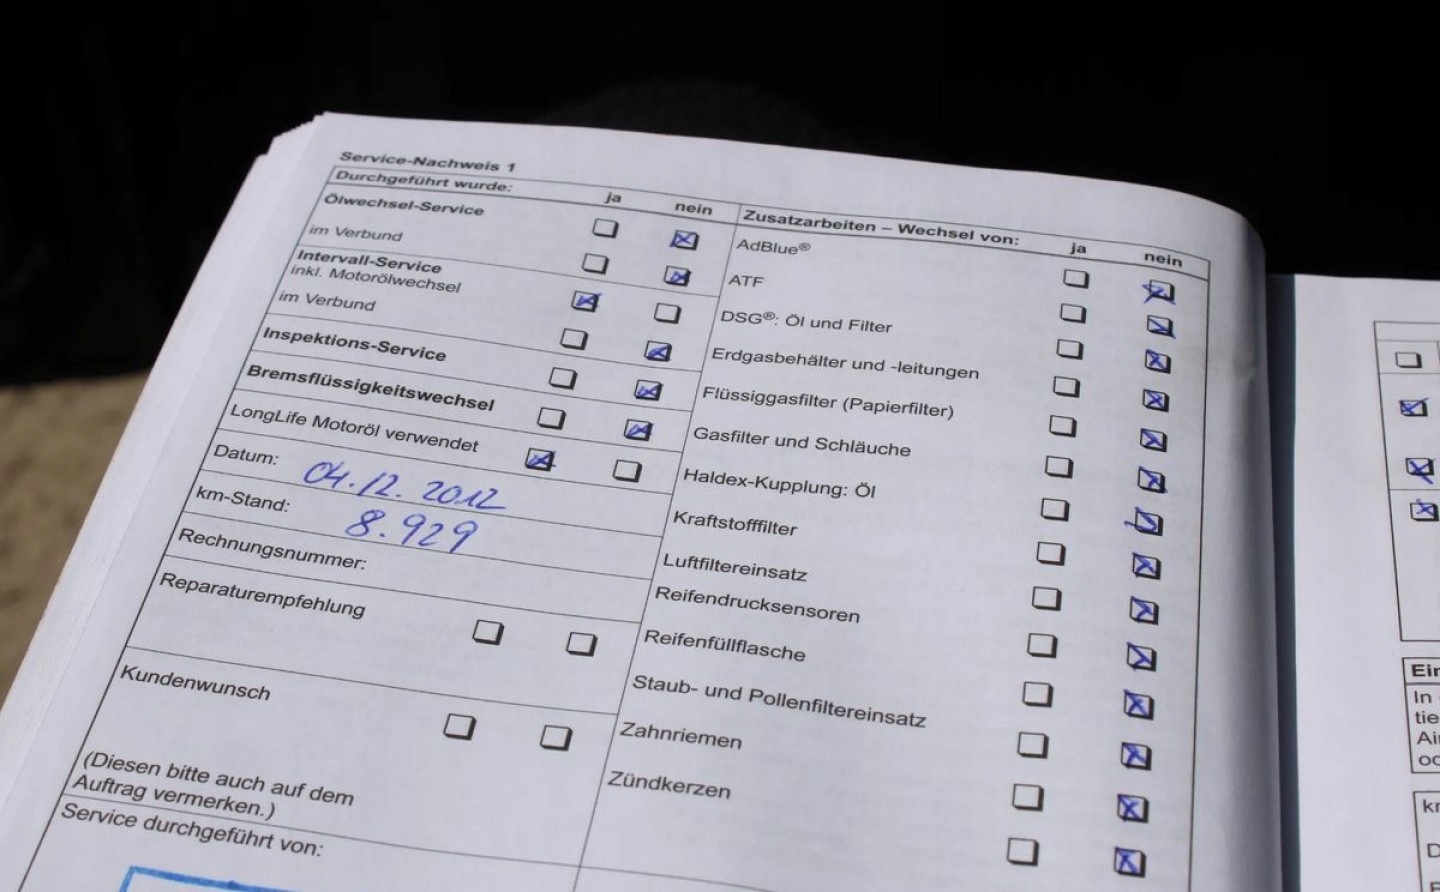 Service-Nachweis 1
Durchgeführt wurde: ja nein
Ölwechsel-Service
im Verbund
Intervall-Service
inkl. Motorölwechsel
im Verbund
Inspektions-Service
Bremsflüssigkeitswechsel
LongLife Motoröl verwendet
Datum: 04.12.2012
km-Stand: 8.929
Rechnungsnummer:
Reparaturempfehlung
Kundenwunsch
(Diesen bitte auch auf dem
Auftrag vermerken.)
Service durchgeführt von:
Zusatzarbeiten – Wechsel von: ja nein
AdBlue®
ATF
DSG®: Öl und Filter
Erdgasbehälter und -leitungen
Flüssiggasfilter (Papierfilter)
Gasfilter und Schläuche
Haldex-Kupplung: Öl
Kraftstofffilter
Luftfiltereinsatz
Reifendrucksensoren
Reifenfüllflasche
Staub- und Pollenfiltereinsatz
Zahnriemen
Zündkerzen
In